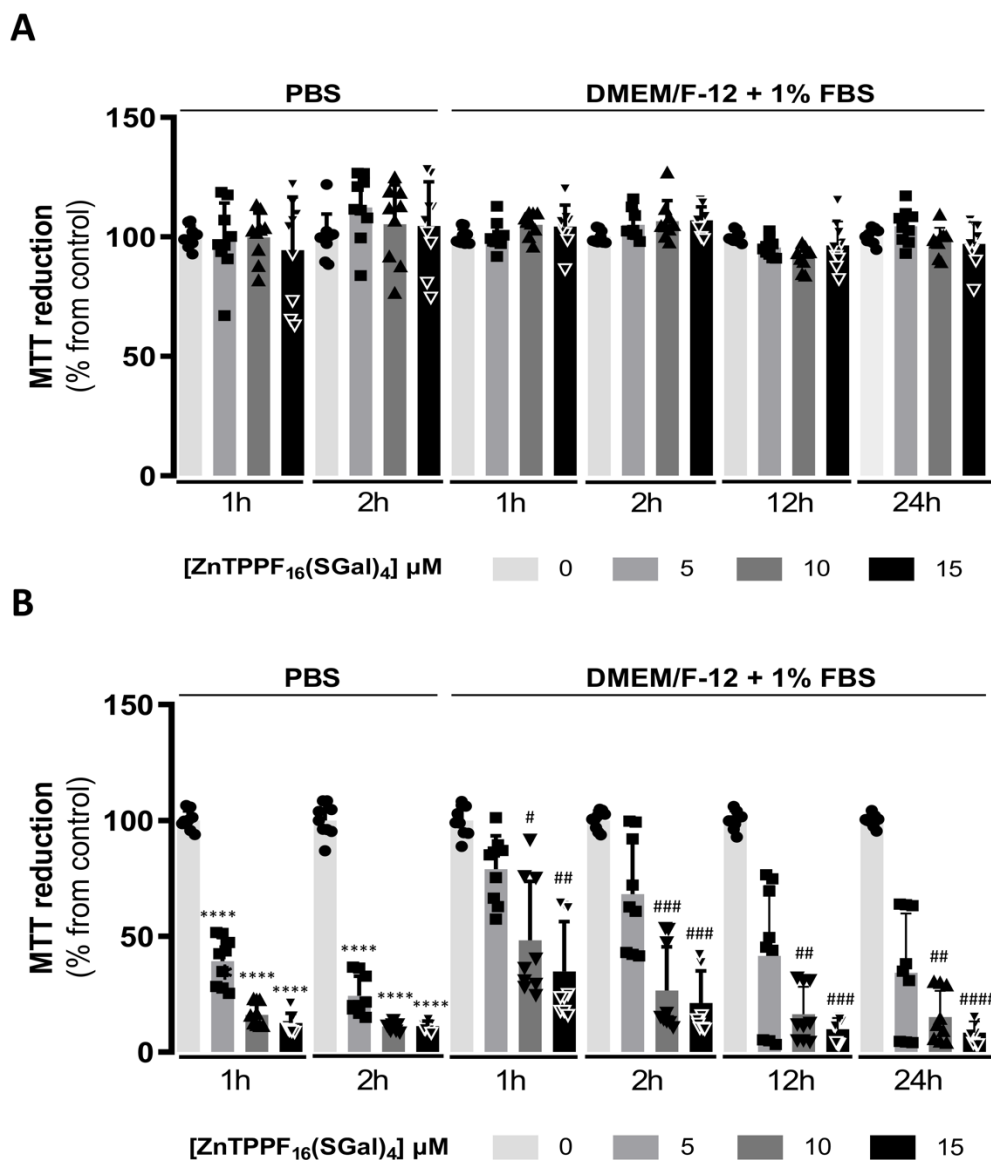 A
PBS
DMEM/F-12 + 1% FBS
150
100
50
0
MTT reduction
(% from control)
1h 2h 1h 2h 12h 24h
[ZnTPPF16(SGal)4] µM 0 5 10 15
B
PBS
DMEM/F-12 + 1% FBS
150
100
50
0
MTT reduction
(% from control)
**** **** ****
**** **** ****
# ##
### ###
## ###
## ####
1h 2h 1h 2h 12h 24h
[ZnTPPF16(SGal)4] µM 0 5 10 15